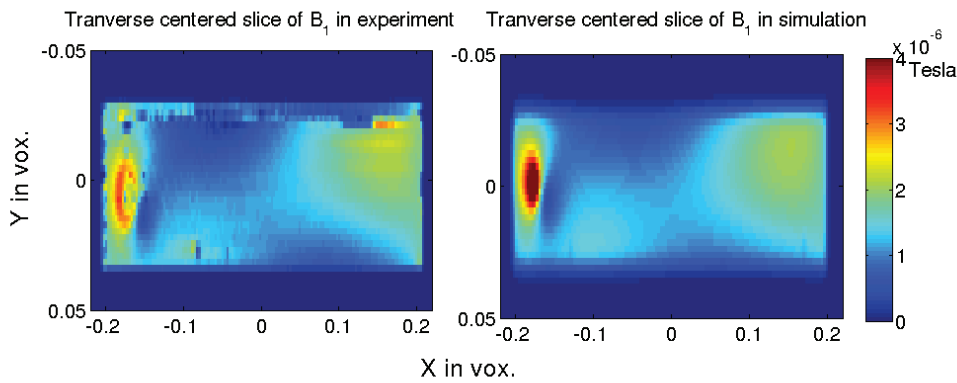 Tranverse centered slice of B1 in experiment
Tranverse centered slice of B1 in simulation
-0.05
0
0.05
Y in vox.
-0.2 -0.1 0 0.1 0.2
-0.05
0
0.05
-0.2 -0.1 0 0.1 0.2
X in vox.
x 10^-6
Tesla
4
3
2
1
0